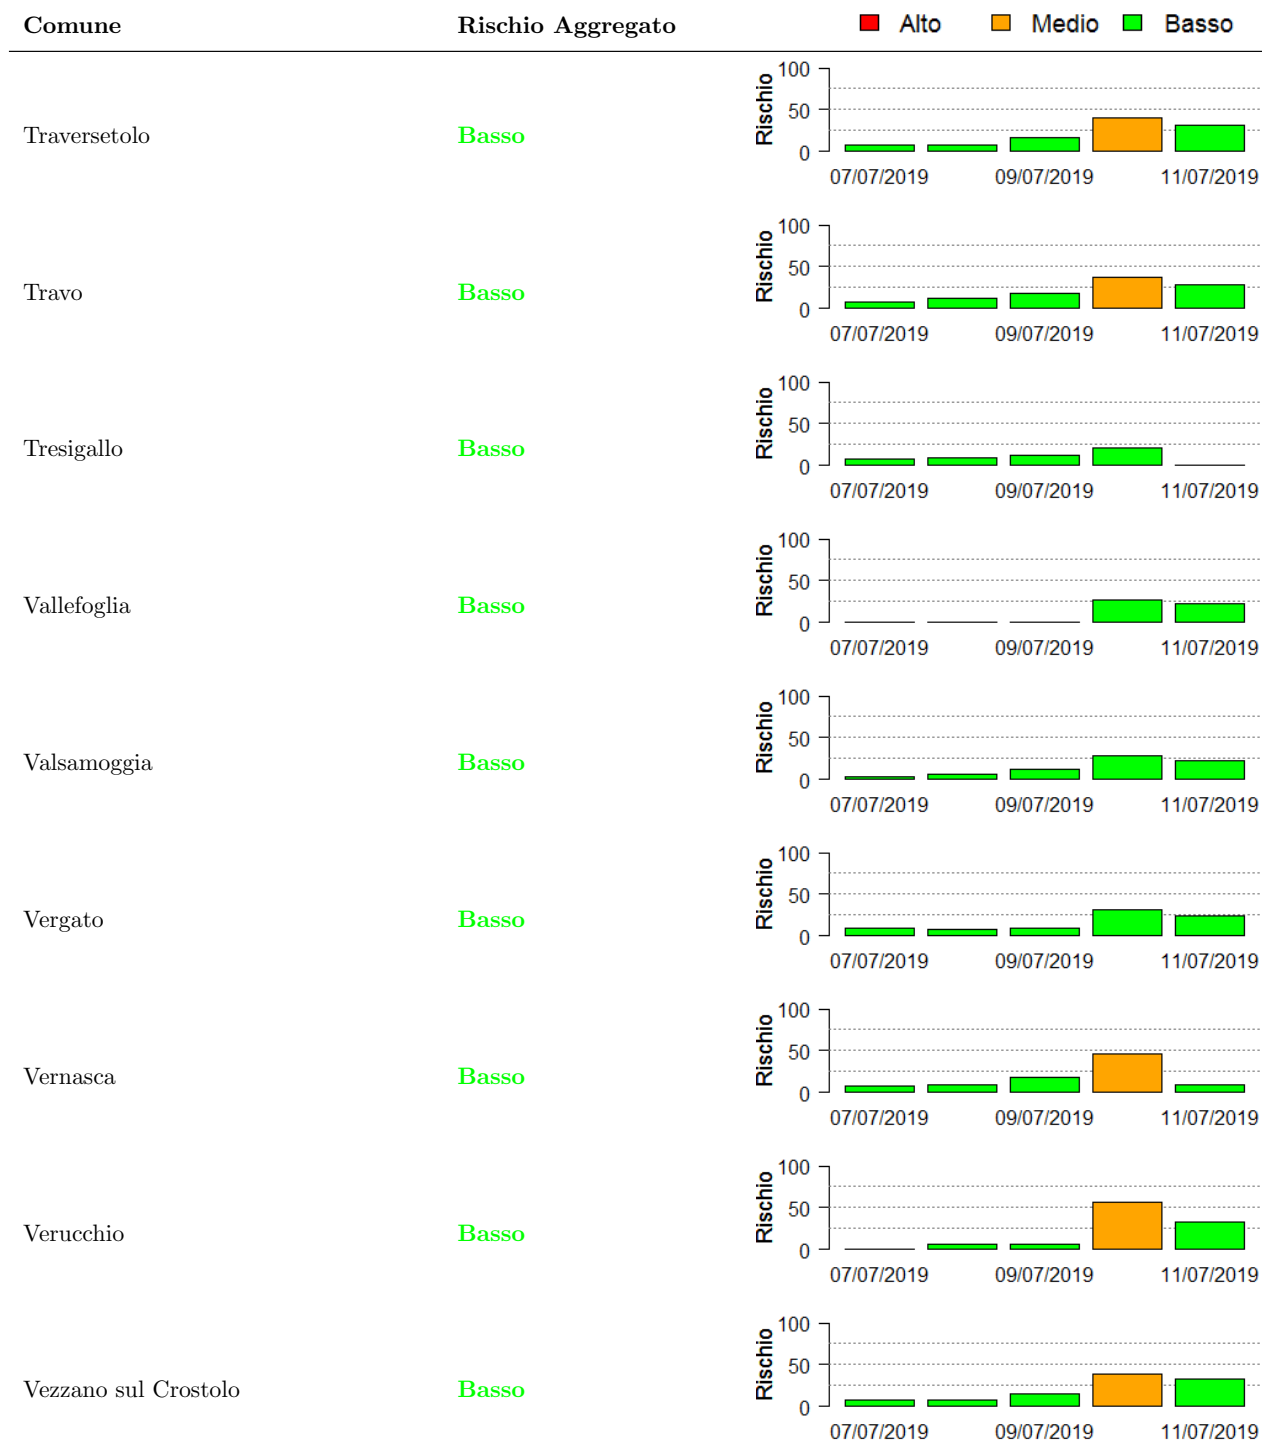 Comune Rischio Aggregato Alto Medio Basso
Traversetolo Basso Rischio 100 50 0
07/07/2019 09/07/2019 11/07/2019
Travo Basso Rischio 100 50 0
07/07/2019 09/07/2019 11/07/2019
Tresigallo Basso Rischio 100 50 0
07/07/2019 09/07/2019 11/07/2019
Vallefoglia Basso Rischio 100 50 0
07/07/2019 09/07/2019 11/07/2019
Valsamoggia Basso Rischio 100 50 0
07/07/2019 09/07/2019 11/07/2019
Vergato Basso Rischio 100 50 0
07/07/2019 09/07/2019 11/07/2019
Vernasca Basso Rischio 100 50 0
07/07/2019 09/07/2019 11/07/2019
Verucchio Basso Rischio 100 50 0
07/07/2019 09/07/2019 11/07/2019
Vezzano sul Crostolo Basso Rischio 100 50 0
07/07/2019 09/07/2019 11/07/2019